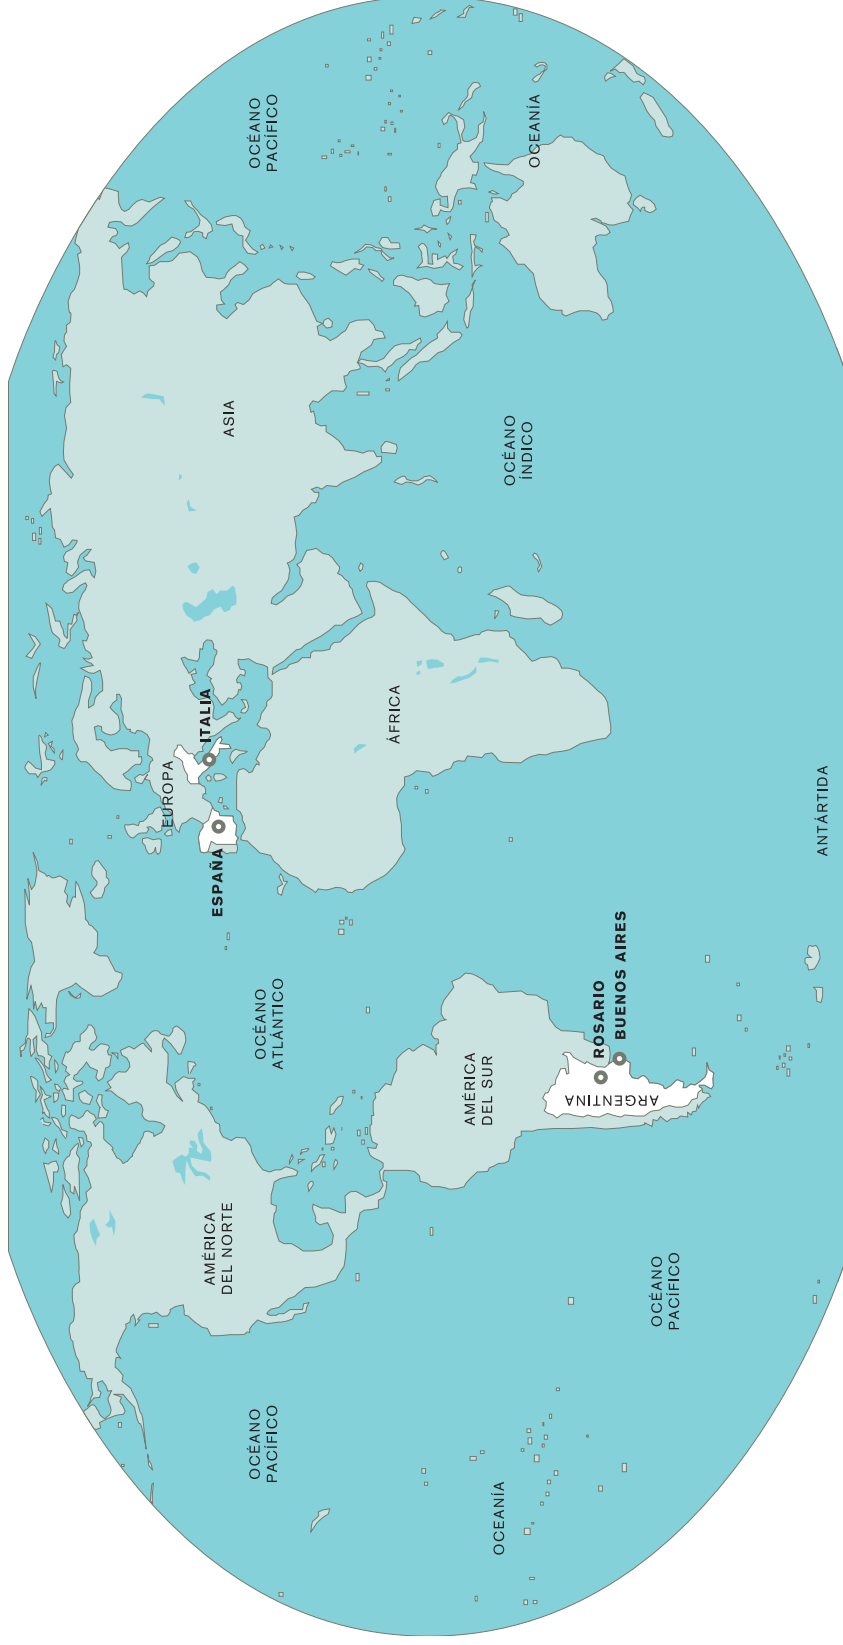 OCÉANO
PACÍFICO
AMÉRICA
DEL NORTE
OCÉANO
ATLÁNTICO
EUROPA
ESPAÑA
ITALIA
ASIA
OCÉANO
PACÍFICO
ÁFRICA
AMÉRICA
DEL SUR
OCEANÍA
OCÉANO
ÍNDICO
OCEANÍA
ARGENTINA
ROSARIO
BUENOS AIRES
OCÉANO
PACÍFICO
ANTÁRTIDA